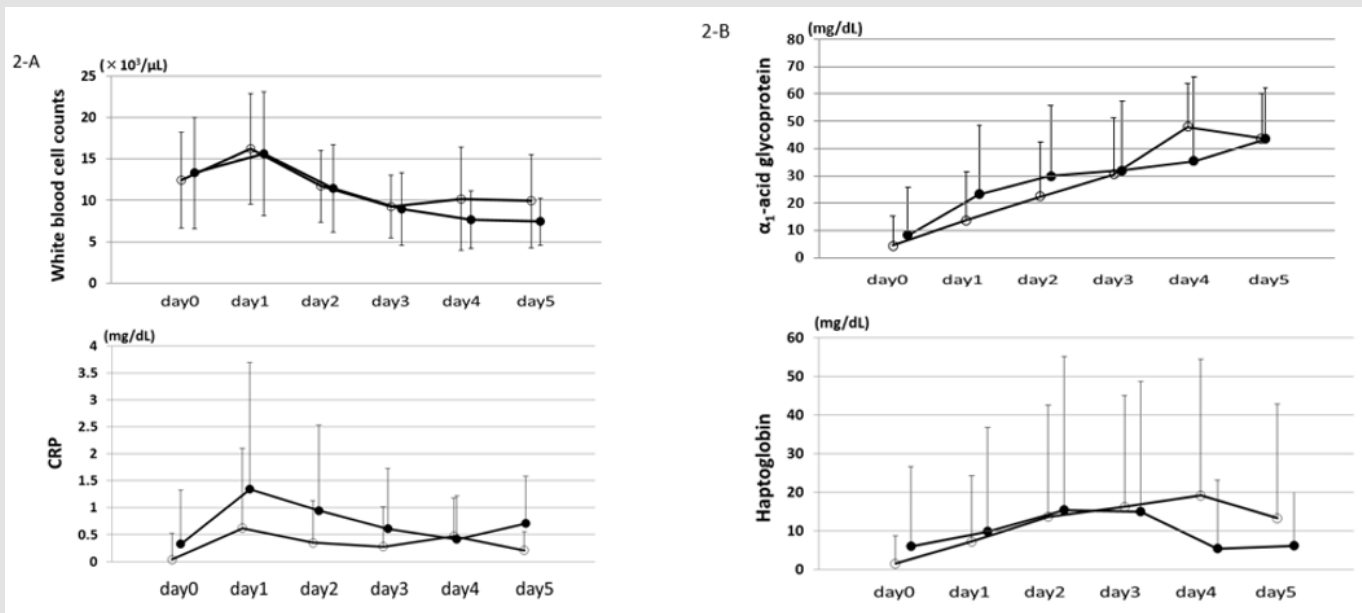 2-A
(×10³/μL)
White blood cell counts
25
20
15
10
5
0
day0 day1 day2 day3 day4 day5
(mg/dL)
CRP
4
3.5
3
2.5
2
1.5
1
0.5
0
day0 day1 day2 day3 day4 day5
2-B
(mg/dL)
α₁-acid glycoprotein
80
70
60
50
40
30
20
10
0
day0 day1 day2 day3 day4 day5
(mg/dL)
Haptoglobin
60
50
40
30
20
10
0
day0 day1 day2 day3 day4 day5